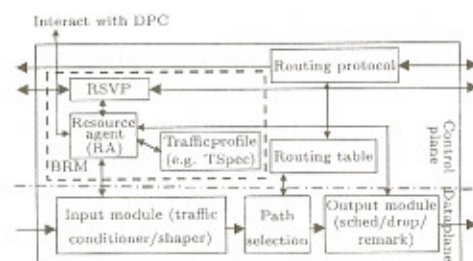 Interact with DPC
Routing protocol
RSVP
Resource
agent
(RA)
Trafficprofile
(e.g. TSpec)
BRM
Routing table
Control
plane
Dataplane
Input module (traffic
conditioner/shaper)
Path
selection
Output module
(sched/drop/
remark)